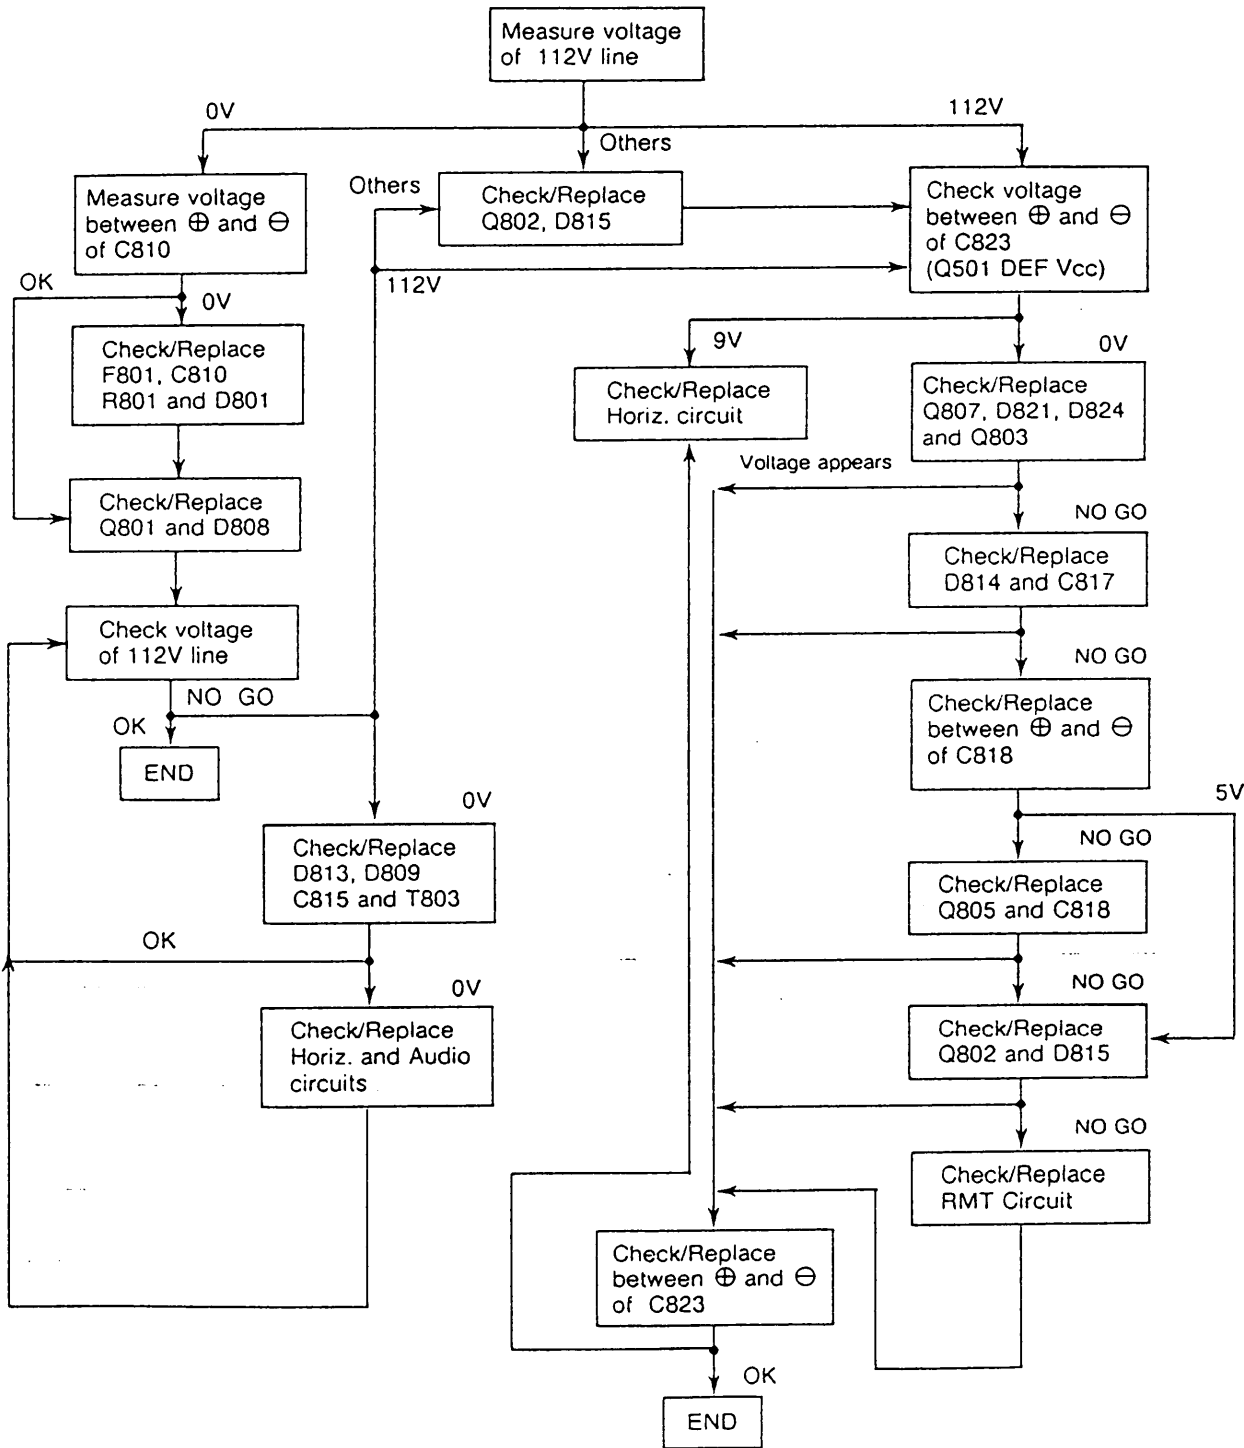 Measure voltage
of 112V line
0V
Others
112V
Measure voltage
between ⊕ and ⊖
of C810
Others
Check/Replace
Q802, D815
Check voltage
between ⊕ and ⊖
of C823
(Q501 DEF Vcc)
112V
OK
0V
Check/Replace
F801, C810
R801 and D801
9V
Check/Replace
Horiz. circuit
0V
Check/Replace
Q807, D821, D824
and Q803
Voltage appears
NO GO
Check/Replace
Q801 and D808
Check/Replace
D814 and C817
Check voltage
of 112V line
NO GO
NO GO
OK
END
Check/Replace
between ⊕ and ⊖
of C818
5V
NO GO
0V
Check/Replace
D813, D809
C815 and T803
Check/Replace
Q805 and C818
OK
NO GO
0V
Check/Replace
Horiz. and Audio
circuits
Check/Replace
Q802 and D815
NO GO
Check/Replace
RMT Circuit
Check/Replace
between ⊕ and ⊖
of C823
OK
END